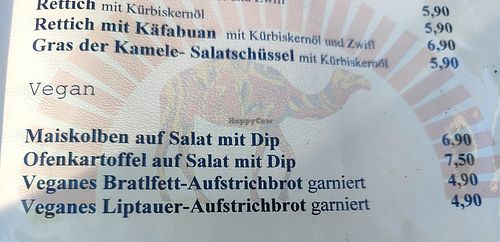 Rettich mit Kürbiskernöl 5,90
Rettich mit Käfabuan mit Kürbiskernöl und Zwifl 5,90
Gras der Kamele- Salatschüssel mit Kürbiskernöl 6,90
5,90
Vegan
HappyCow
Maiskolben auf Salat mit Dip 6,90
Ofenkartoffel auf Salat mit Dip 7,50
Veganes Bratlfett-Aufstrichbrot garniert 4,90
Veganes Liptauer-Aufstrichbrot garniert 4,90